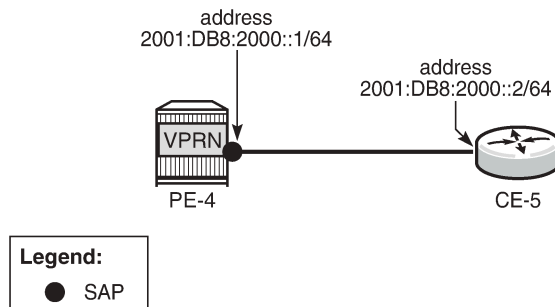 address
2001:DB8:2000::1/64
address
2001:DB8:2000::2/64
VPRN
PE-4
CE-5
Legend:
SAP